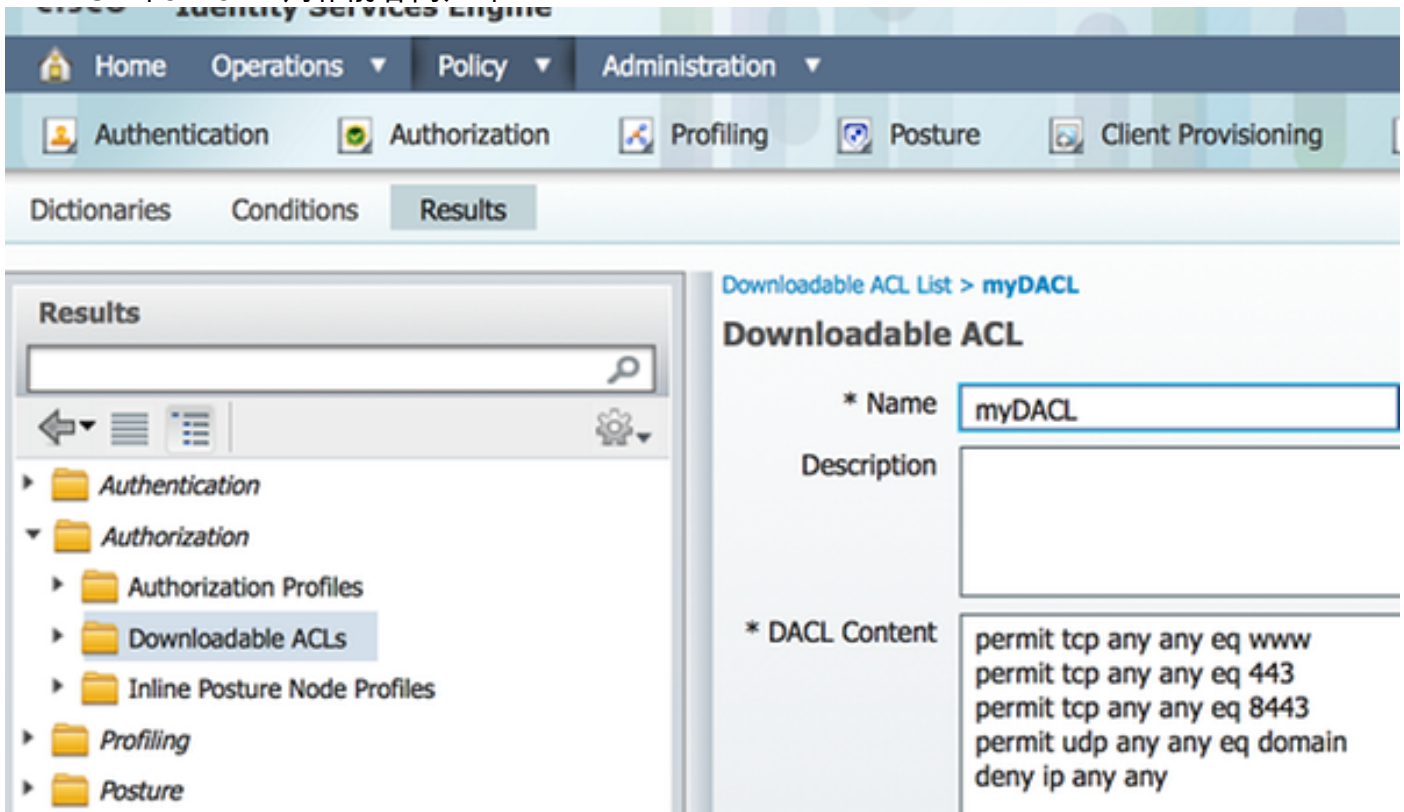 Identity Services Engine
Home Operations Policy Administration
Authentication Authorization Profiling Posture Client Provisioning
Dictionaries Conditions Results
Results
Authentication
Authorization
Authorization Profiles
Downloadable ACLs
Inline Posture Node Profiles
Profiling
Posture
Downloadable ACL List > myDACL
Downloadable ACL
* Name myDACL
Description
* DACL Content
permit tcp any any eq www
permit tcp any any eq 443
permit tcp any any eq 8443
permit udp any any eq domain
deny ip any any